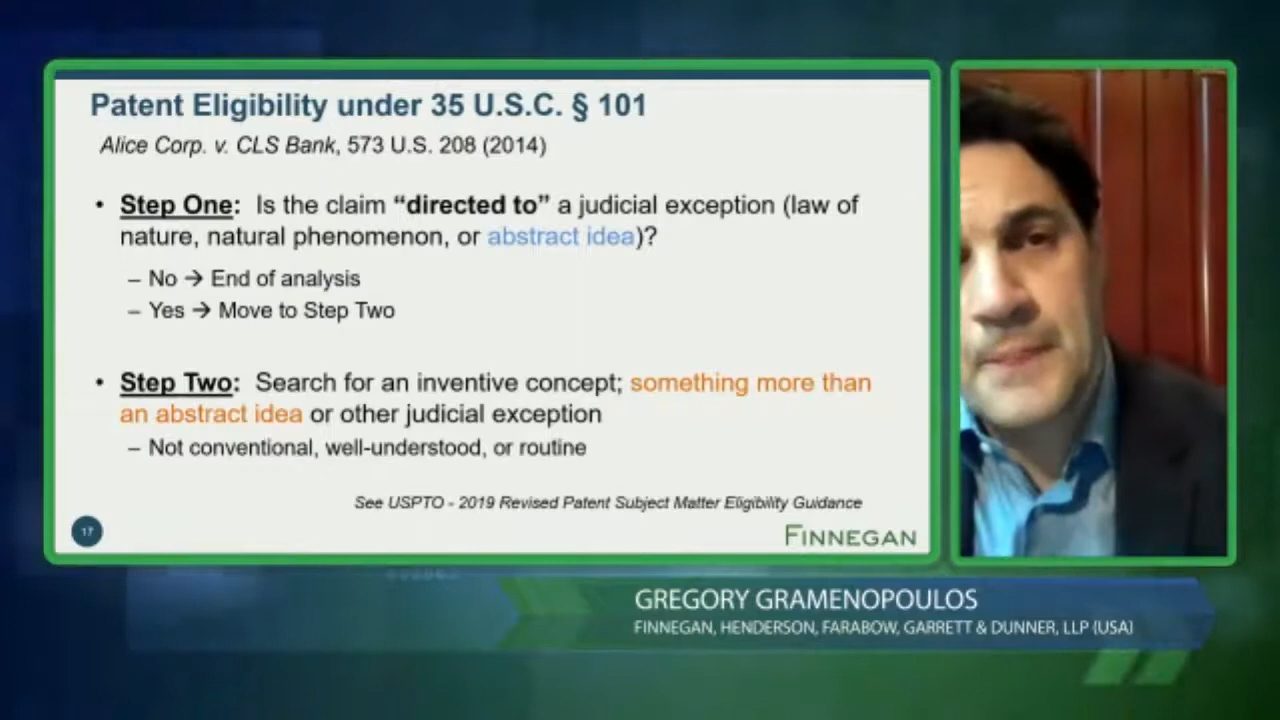 Patent Eligibility under 35 U.S.C. § 101
Alice Corp. v. CLS Bank, 573 U.S. 208 (2014)
• Step One: Is the claim “directed to” a judicial exception (law of
nature, natural phenomenon, or abstract idea)?
– No → End of analysis
– Yes → Move to Step Two
• Step Two: Search for an inventive concept; something more than
an abstract idea or other judicial exception
– Not conventional, well-understood, or routine
See USPTO - 2019 Revised Patent Subject Matter Eligibility Guidance
17
FINNEGAN
GREGORY GRAMENOPOULOS
FINNEGAN, HENDERSON, FARABOW, GARRETT & DUNNER, LLP (USA)